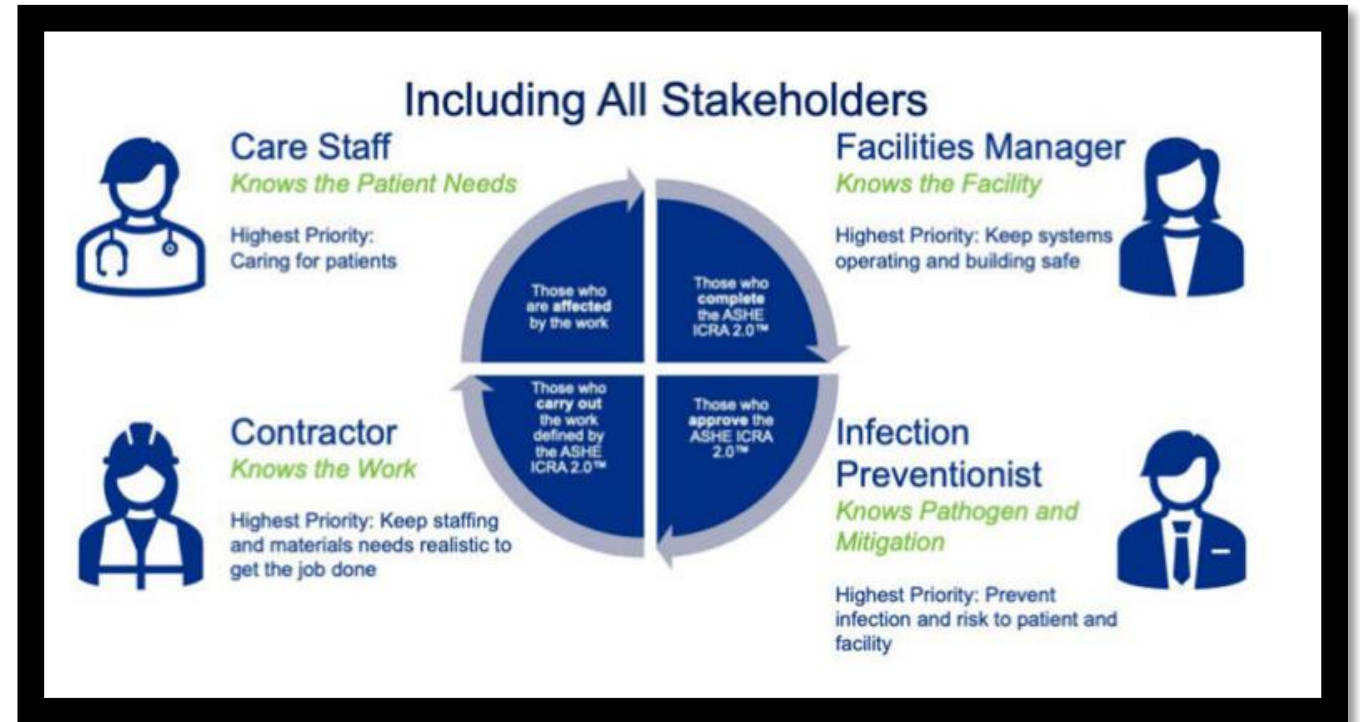 Including All Stakeholders
Care Staff
Knows the Patient Needs
Highest Priority:
Caring for patients
Facilities Manager
Knows the Facility
Highest Priority: Keep systems
operating and building safe
Those who
are affected
by the work
Those who
complete
the ASHE
ICRA 2.0™
Those who
carry out
the work
defined by
the ASHE
ICRA 2.0™
Those who
approve the
ASHE ICRA
2.0™
Contractor
Knows the Work
Highest Priority: Keep staffing
and materials needs realistic to
get the job done
Infection
Preventionist
Knows Pathogen and
Mitigation
Highest Priority: Prevent
infection and risk to patient and
facility